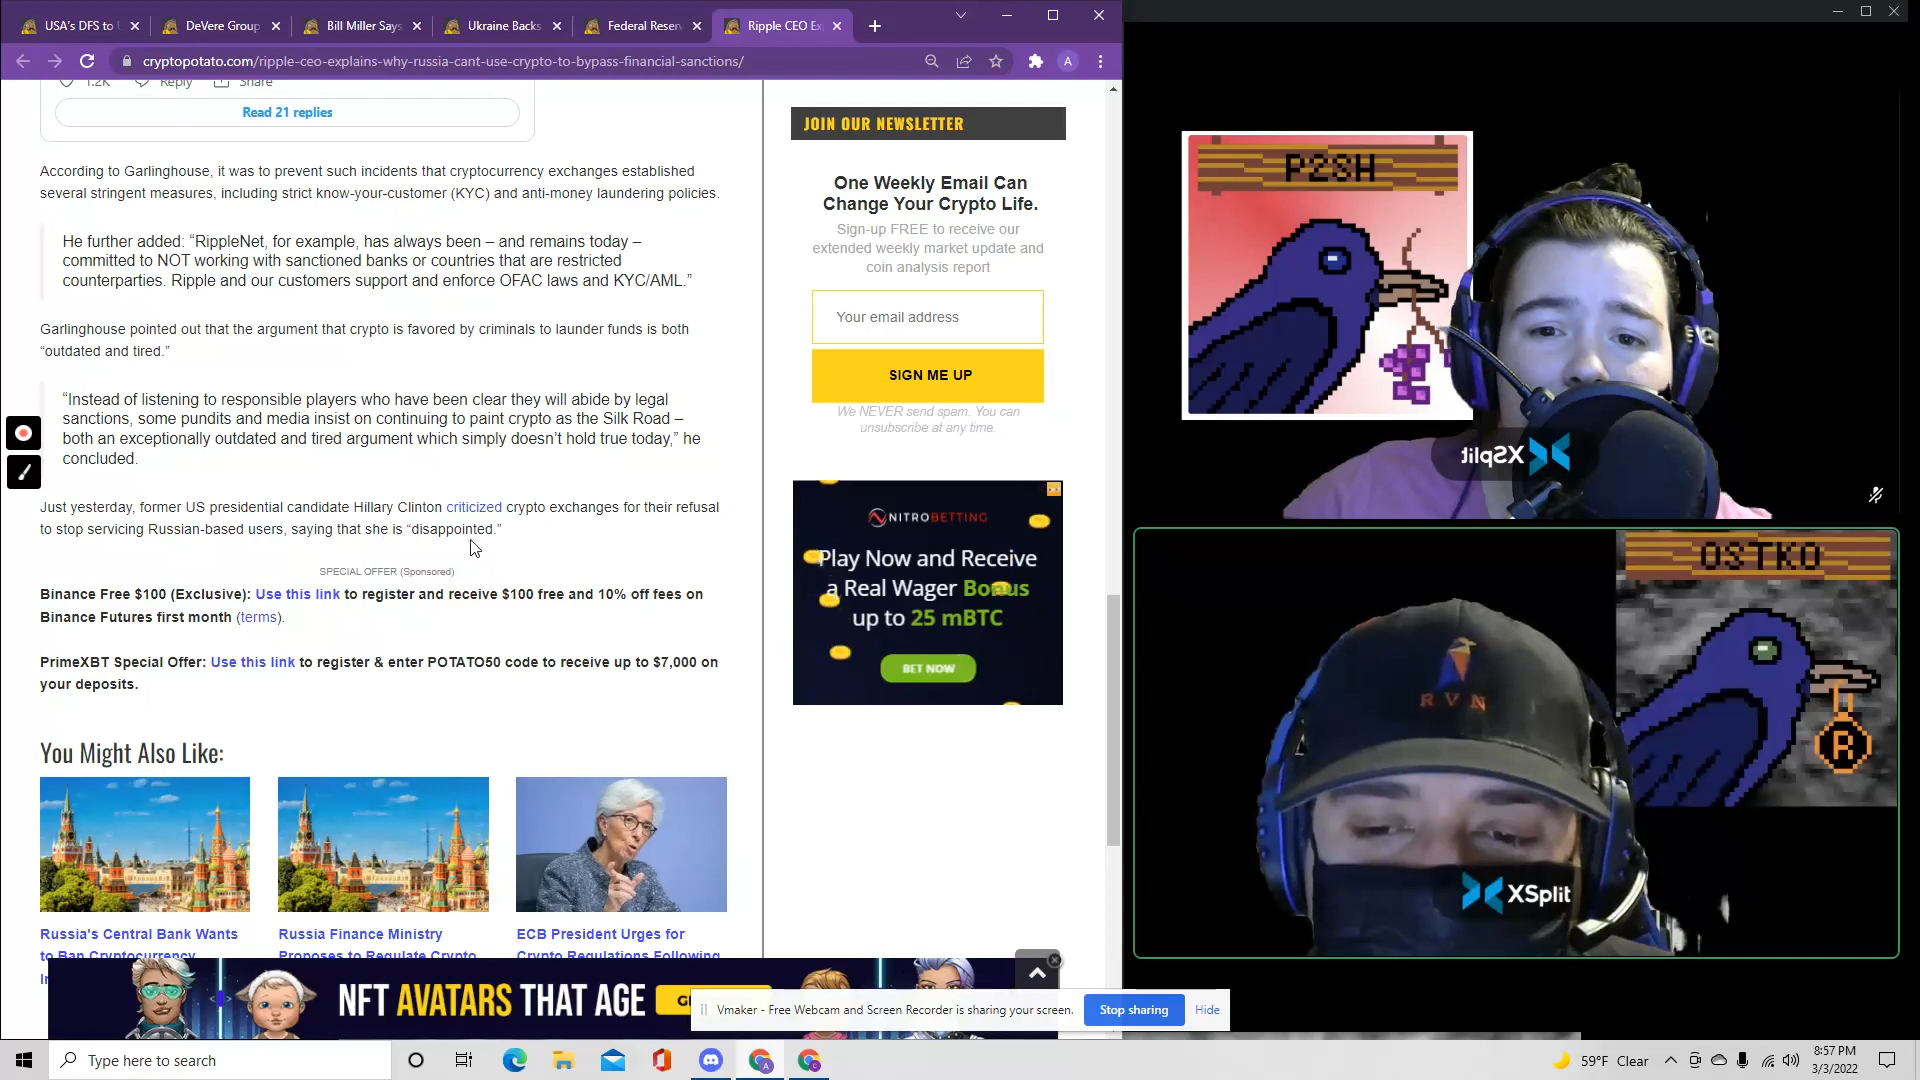 USA's DFS to U
DeVere Group
Bill Miller Says
Ukraine Backs
Federal Reserv
Ripple CEO Ex
cryptopotato.com/ripple-ceo-explains-why-russia-cant-use-crypto-to-bypass-financial-sanctions/
A
1.2K Reply Share
Read 21 replies
According to Garlinghouse, it was to prevent such incidents that cryptocurrency exchanges established
several stringent measures, including strict know-your-customer (KYC) and anti-money laundering policies.
He further added: “RippleNet, for example, has always been – and remains today –
committed to NOT working with sanctioned banks or countries that are restricted
counterparties. Ripple and our customers support and enforce OFAC laws and KYC/AML.”
Garlinghouse pointed out that the argument that crypto is favored by criminals to launder funds is both
“outdated and tired.”
“Instead of listening to responsible players who have been clear they will abide by legal
sanctions, some pundits and media insist on continuing to paint crypto as the Silk Road –
both an exceptionally outdated and tired argument which simply doesn’t hold true today,” he
concluded.
Just yesterday, former US presidential candidate Hillary Clinton criticized crypto exchanges for their refusal
to stop servicing Russian-based users, saying that she is “disappointed.”
SPECIAL OFFER (Sponsored)
Binance Free $100 (Exclusive): Use this link to register and receive $100 free and 10% off fees on
Binance Futures first month (terms).
PrimeXBT Special Offer: Use this link to register & enter POTATO50 code to receive up to $7,000 on
your deposits.
You Might Also Like:
Russia's Central Bank Wants
to Ban Cryptocurrency
Russia Finance Ministry
Proposes to Regulate Crypto
ECB President Urges for
Crypto Regulations Following
JOIN OUR NEWSLETTER
One Weekly Email Can
Change Your Crypto Life.
Sign-up FREE to receive our
extended weekly market update and
coin analysis report
Your email address
SIGN ME UP
We NEVER send spam. You can
unsubscribe at any time.
NITROBETTING
Play Now and Receive
a Real Wager Bonus
up to 25 mBTC
BET NOW
NFT AVATARS THAT AGE
Vmaker - Free Webcam and Screen Recorder is sharing your screen.
Stop sharing
Hide
P2SH
XSplit
OSTKO
R
RVN
XSplit
Type here to search
A
59°F Clear
8:57 PM
3/3/2022